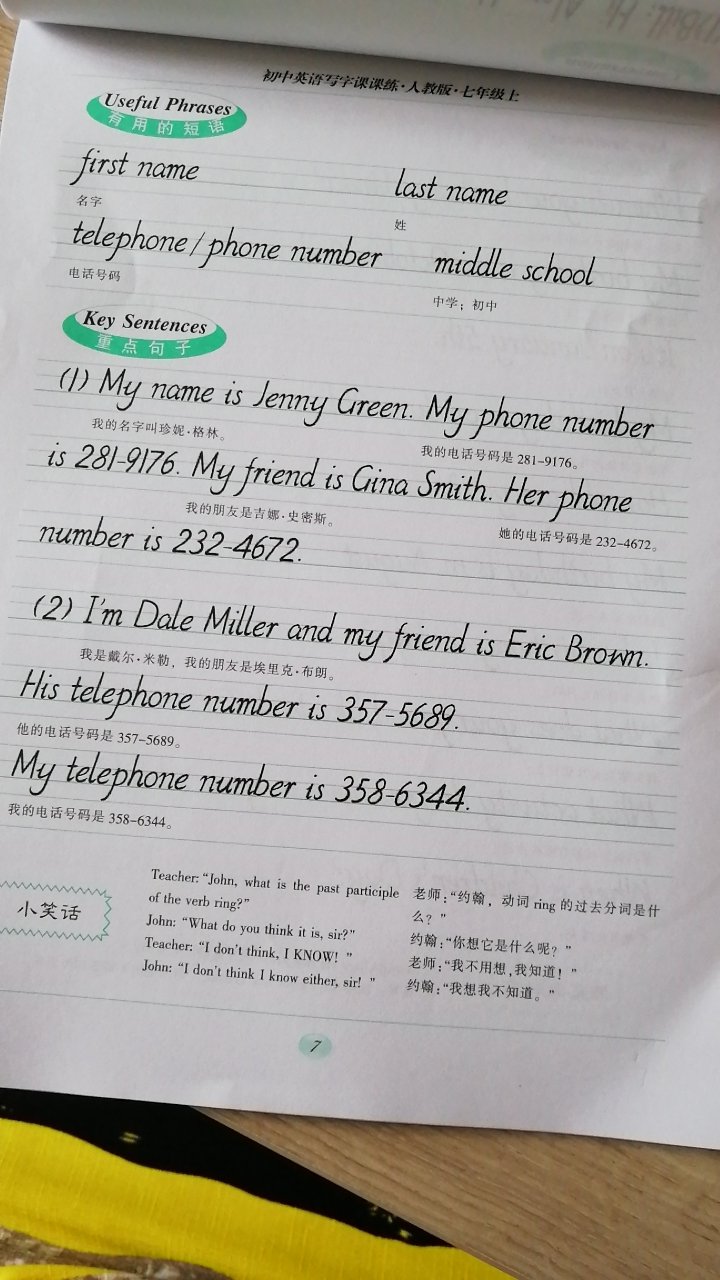 初中英语写字课课练·人教版·七年级上
Useful Phrases
有用的短语
first name
last name
名字
姓
telephone/phone number
middle school
电话号码
中学；初中
Key Sentences
重点句子
(1) My name is Jenny Green. My phone number
我的名字叫珍妮·格林。
我的电话号码是 281-9176。
is 281-9176. My friend is Gina Smith. Her phone
我的朋友是吉娜·史密斯。
她的电话号码是 232-4672。
number is 232-4672.
(2) I'm Dale Miller and my friend is Eric Brown.
我是戴尔·米勒，我的朋友是埃里克·布朗。
His telephone number is 357-5689.
他的电话号码是 357-5689。
My telephone number is 358-6344.
我的电话号码是 358-6344。
小笑话
Teacher: “John, what is the past participle
of the verb ring?”
John: “What do you think it is, sir?”
Teacher: “I don't think, I KNOW! ”
John: “I don't think I know either, sir! ”
老师：“约翰，动词 ring 的过去分词是什
么？”
约翰：“你想它是什么呢？”
老师：“我不用想，我知道！”
约翰：“我想我不知道。”
7